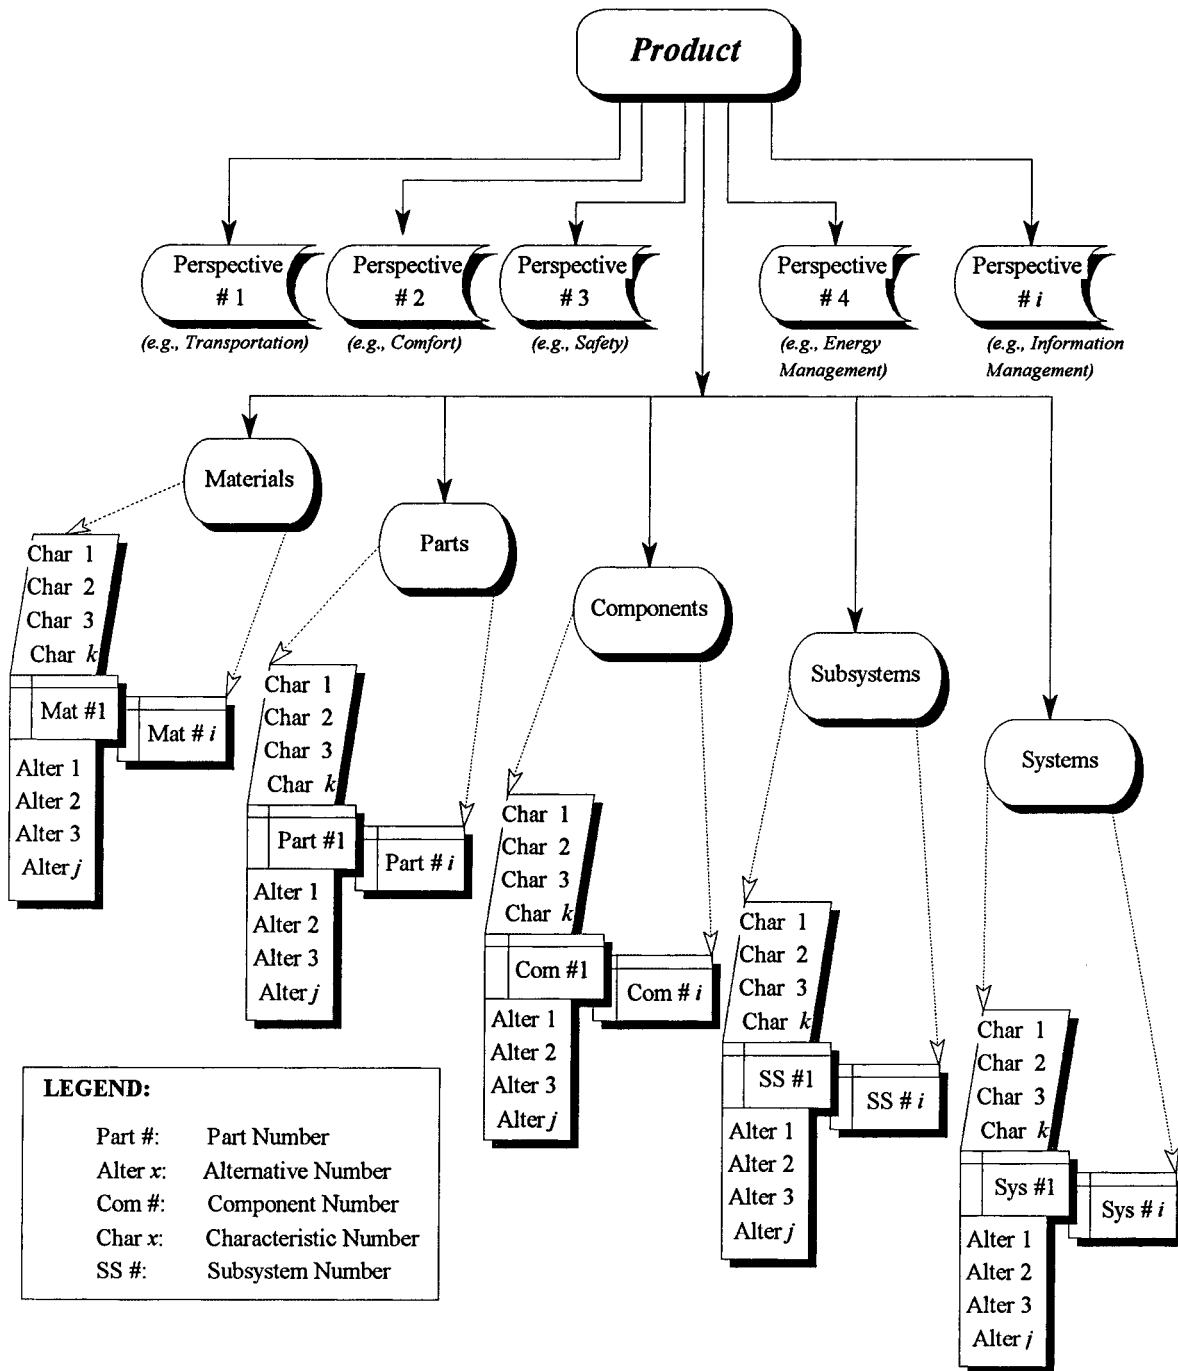 Product
Perspective
# 1
(e.g., Transportation)
Perspective
# 2
(e.g., Comfort)
Perspective
# 3
(e.g., Safety)
Perspective
# 4
(e.g., Energy
Management)
Perspective
# i
(e.g., Information
Management)
Materials
Char 1
Char 2
Char 3
Char k
Mat #1
Mat # i
Alter 1
Alter 2
Alter 3
Alter j
Parts
Char 1
Char 2
Char 3
Char k
Part #1
Part # i
Alter 1
Alter 2
Alter 3
Alter j
Components
Char 1
Char 2
Char 3
Char k
Com #1
Com # i
Alter 1
Alter 2
Alter 3
Alter j
Subsystems
Char 1
Char 2
Char 3
Char k
SS #1
SS # i
Alter 1
Alter 2
Alter 3
Alter j
Systems
Char 1
Char 2
Char 3
Char k
Sys #1
Sys # i
Alter 1
Alter 2
Alter 3
Alter j
LEGEND:
Part #: Part Number
Alter x: Alternative Number
Com #: Component Number
Char x: Characteristic Number
SS #: Subsystem Number